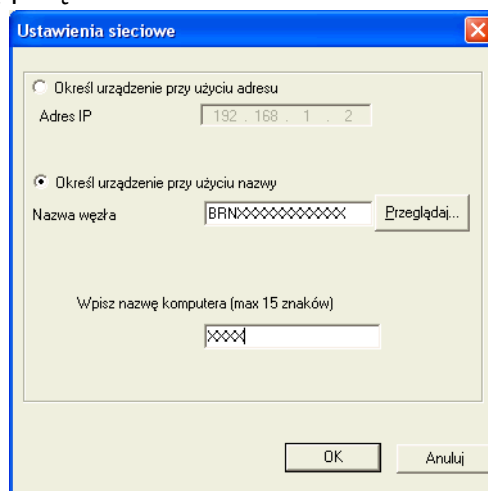 Ustawienia sieciowe
Określ urządzenie przy użyciu adresu
Adres IP 192 . 168 . 1 . 2
Określ urządzenie przy użyciu nazwy
Nazwa węzła BRNXXXXXXXXXXXX Przeglądaj...
Wpisz nazwę komputera (max 15 znaków)
XXXX
OK Anuluj